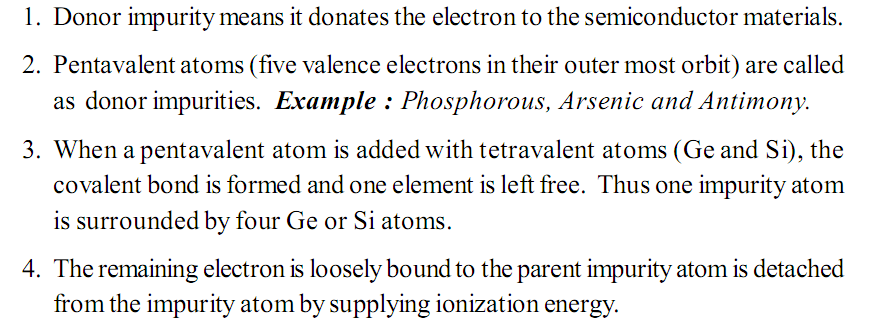 1. Donor impurity means it donates the electron to the semiconductor materials.
2. Pentavalent atoms (five valence electrons in their outer most orbit) are called
as donor impurities. Example : Phosphorous, Arsenic and Antimony.
3. When a pentavalent atom is added with tetravalent atoms (Ge and Si), the
covalent bond is formed and one element is left free. Thus one impurity atom
is surrounded by four Ge or Si atoms.
4. The remaining electron is loosely bound to the parent impurity atom is detached
from the impurity atom by supplying ionization energy.